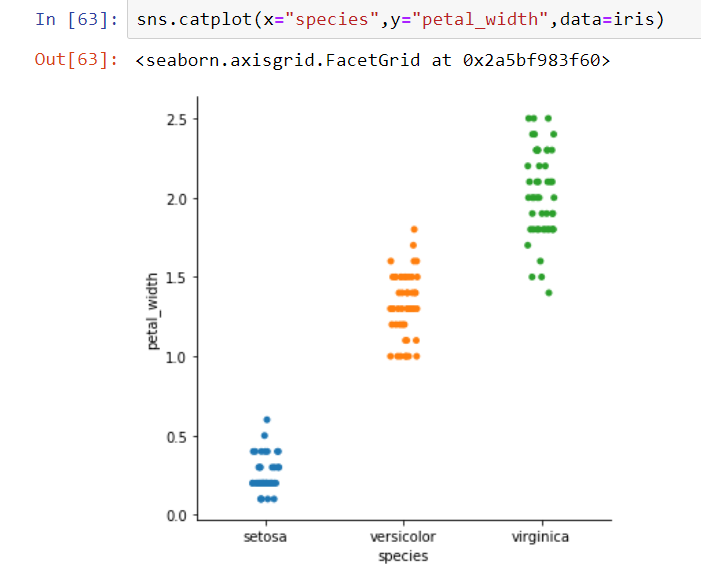 In [63]: sns.catplot(x="species",y="petal_width",data=iris)
Out[63]: <seaborn.axisgrid.FacetGrid at 0x2a5bf983f60>
2.5
2.0
1.5
petal_width
1.0
0.5
0.0
setosa versicolor virginica
species